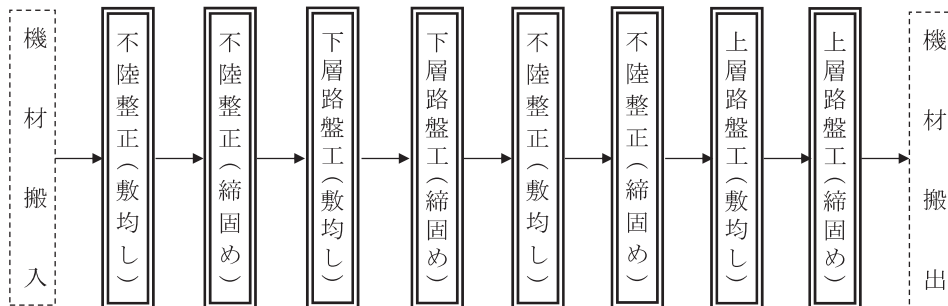 機材搬入
不陸整正(敷均し)
不陸整正(締固め)
下層路盤工(敷均し)
下層路盤工(締固め)
不陸整正(敷均し)
不陸整正(締固め)
上層路盤工(敷均し)
上層路盤工(締固め)
機材搬出